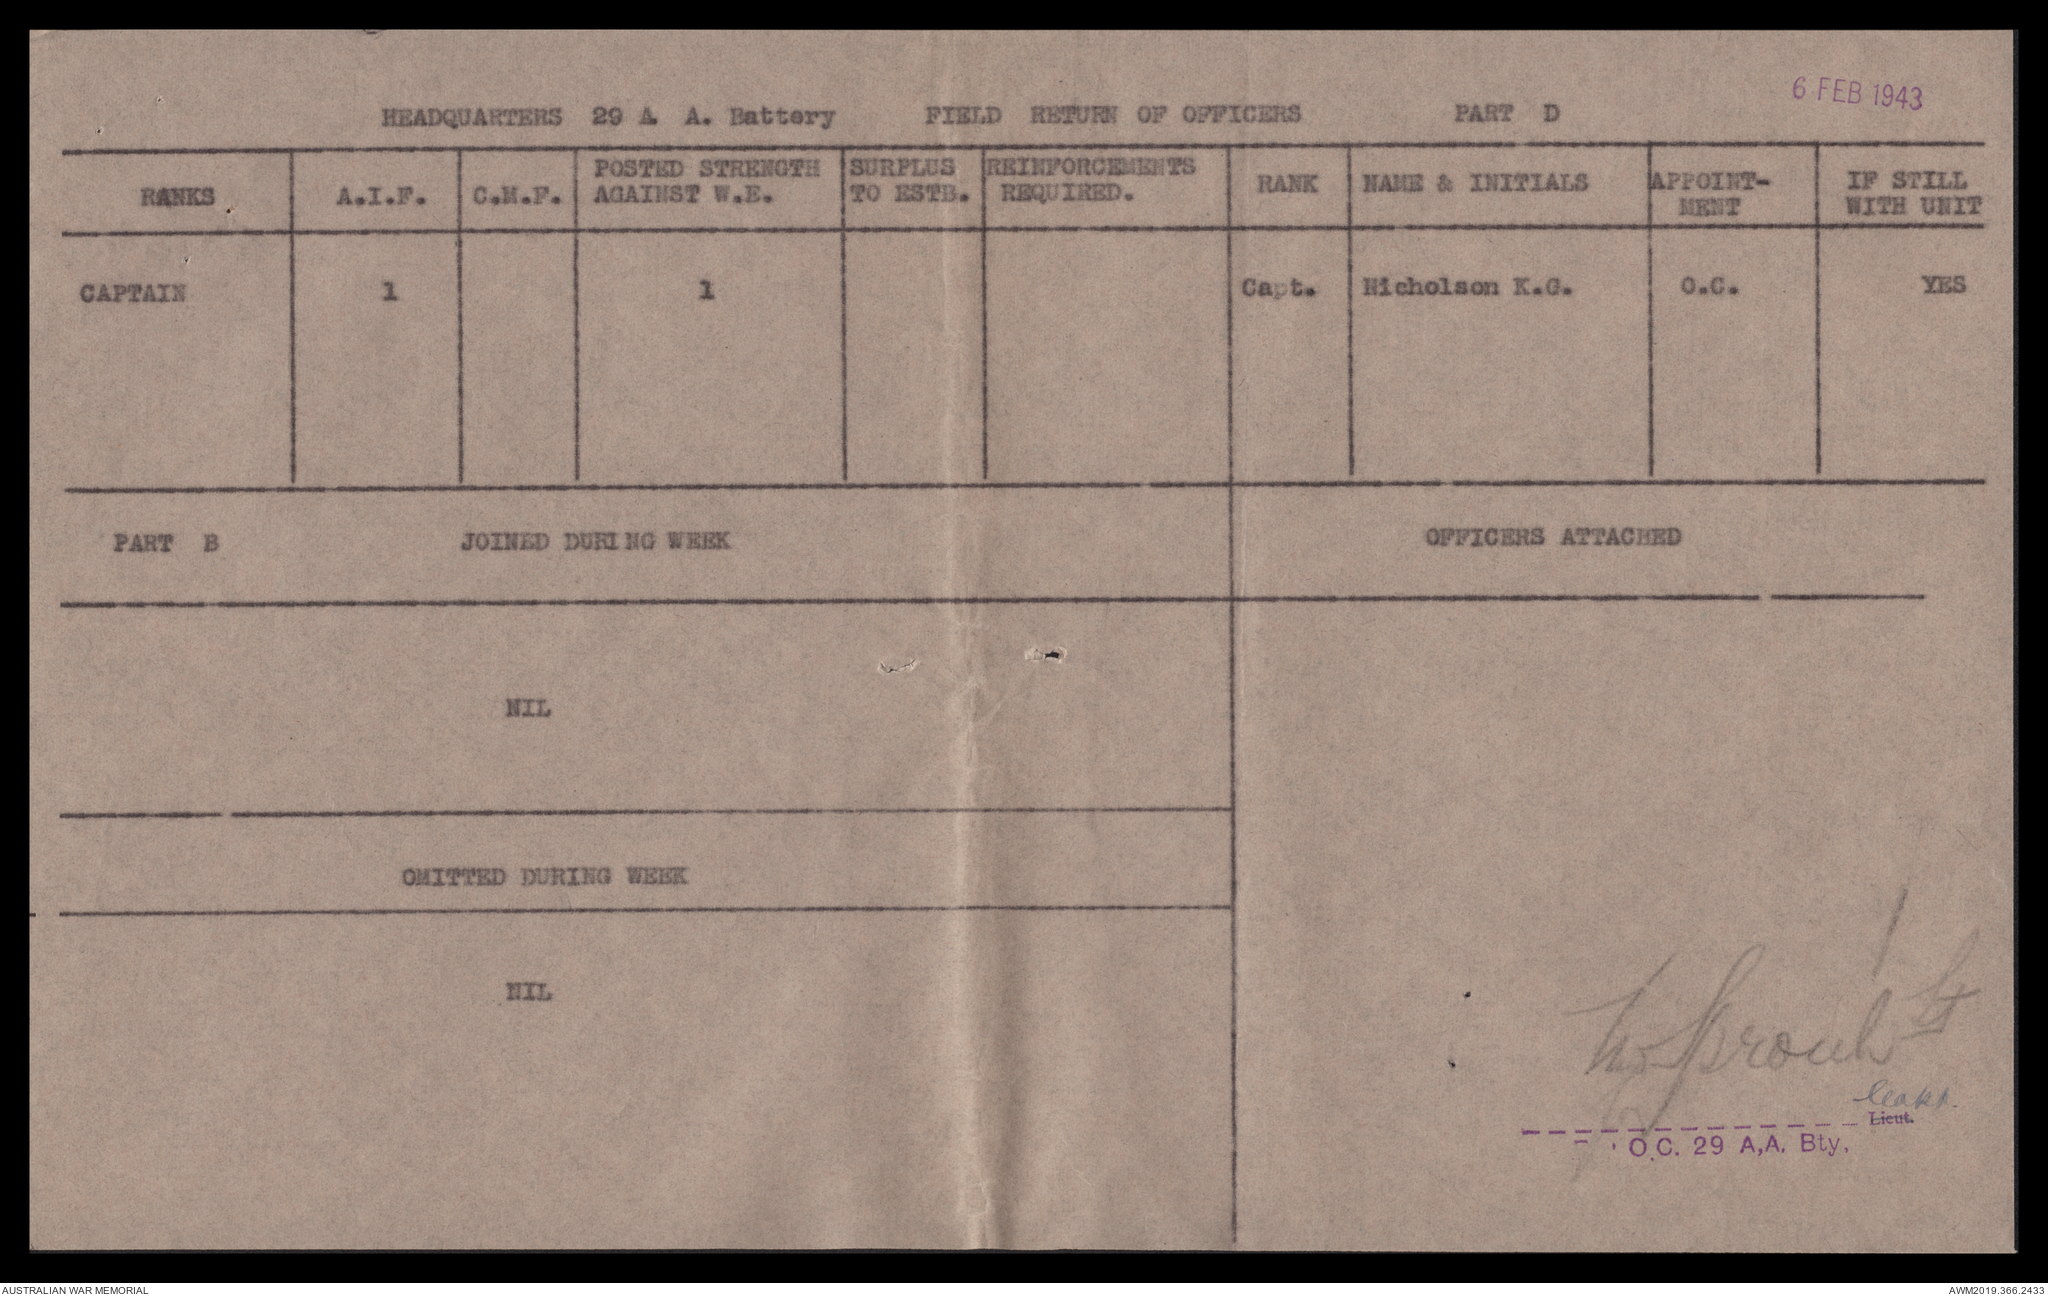 6 FEB 1943
HEADQUARTERS 29 A. A. Battery FIELD RETURN OF OFFICERS PART D
RANKS A.I.F. C.M.F. POSTED STRENGTH AGAINST W.E. SURPLUS TO ESTB. REINFORCEMENTS REQUIRED. RANK NAME & INITIALS APPOINT-MENT IF STILL WITH UNIT
CAPTAIN 1 1 Capt. Nicholson K.G. O.C. YES
PART B JOINED DURING WEEK OFFICERS ATTACHED
NIL
OMITTED DURING WEEK
NIL
Lt
Lieut.
O.C. 29 A.A. Bty.
AUSTRALIAN WAR MEMORIAL AWM2019.366.2433